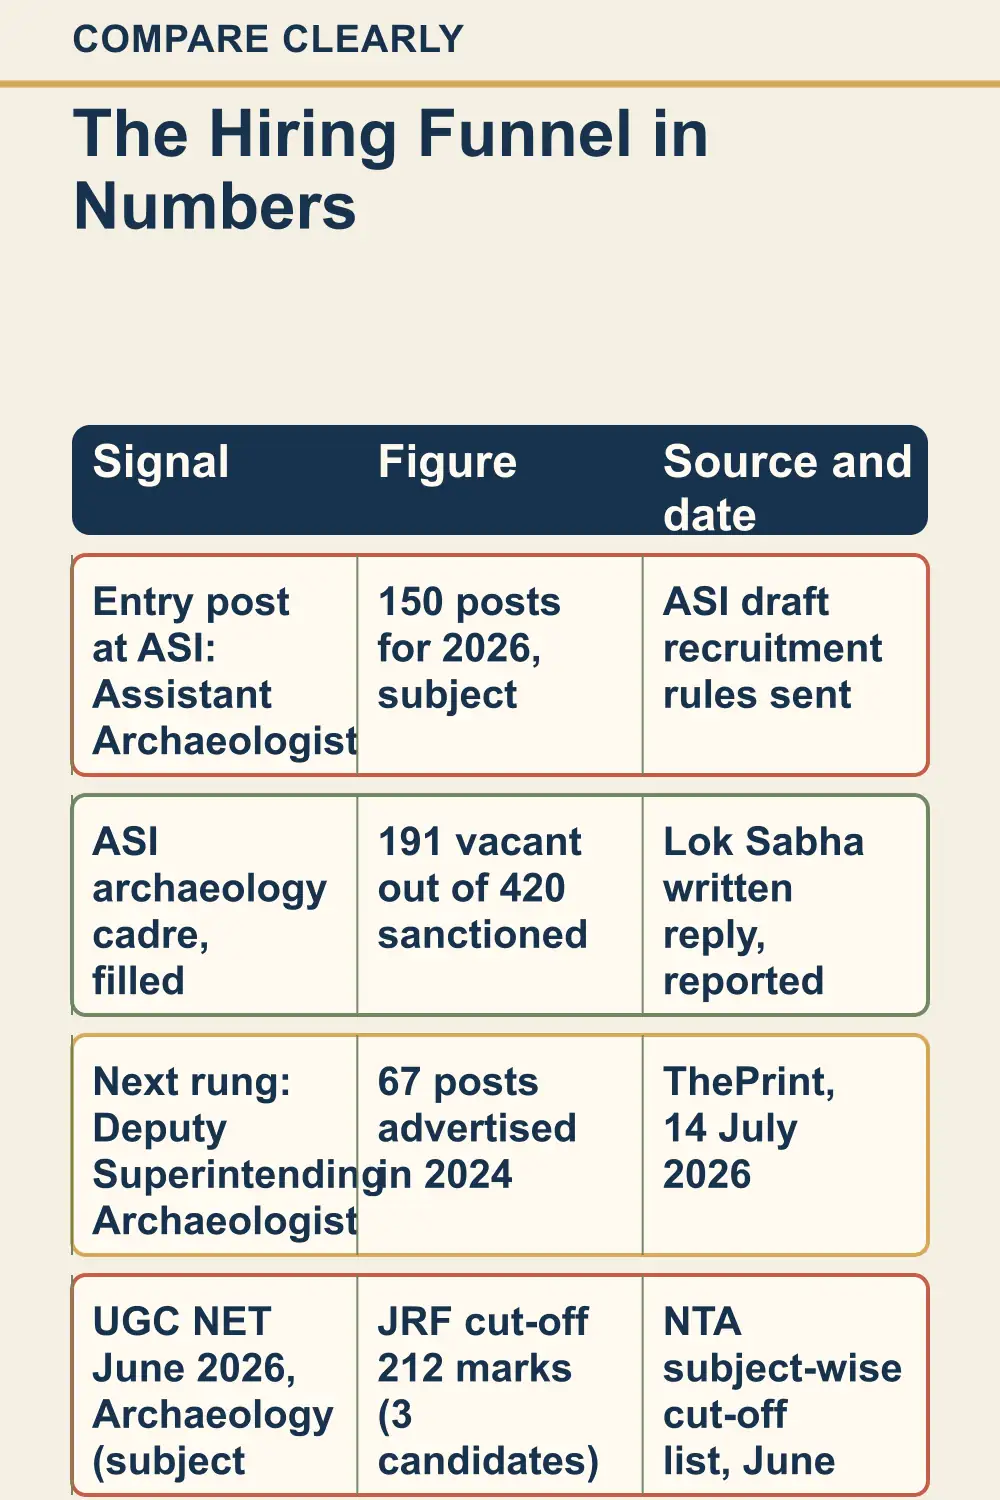 COMPARE CLEARLY
The Hiring Funnel in
Numbers
Signal
Figure
Source and
date
Entry post
at ASI:
Assistant
Archaeologist
150 posts
for 2026,
subject
ASI draft
recruitment
rules sent
ASI
archaeology
cadre,
filled
191 vacant
out of 420
sanctioned
Lok Sabha
written
reply,
reported
Next rung:
Deputy
Superintending
Archaeologist
67 posts
advertised
in 2024
ThePrint,
14 July
2026
UGC NET
June 2026,
Archaeology
(subject
JRF cut-off
212 marks
(3
candidates)
NTA
subject-wise
cut-off
list, June